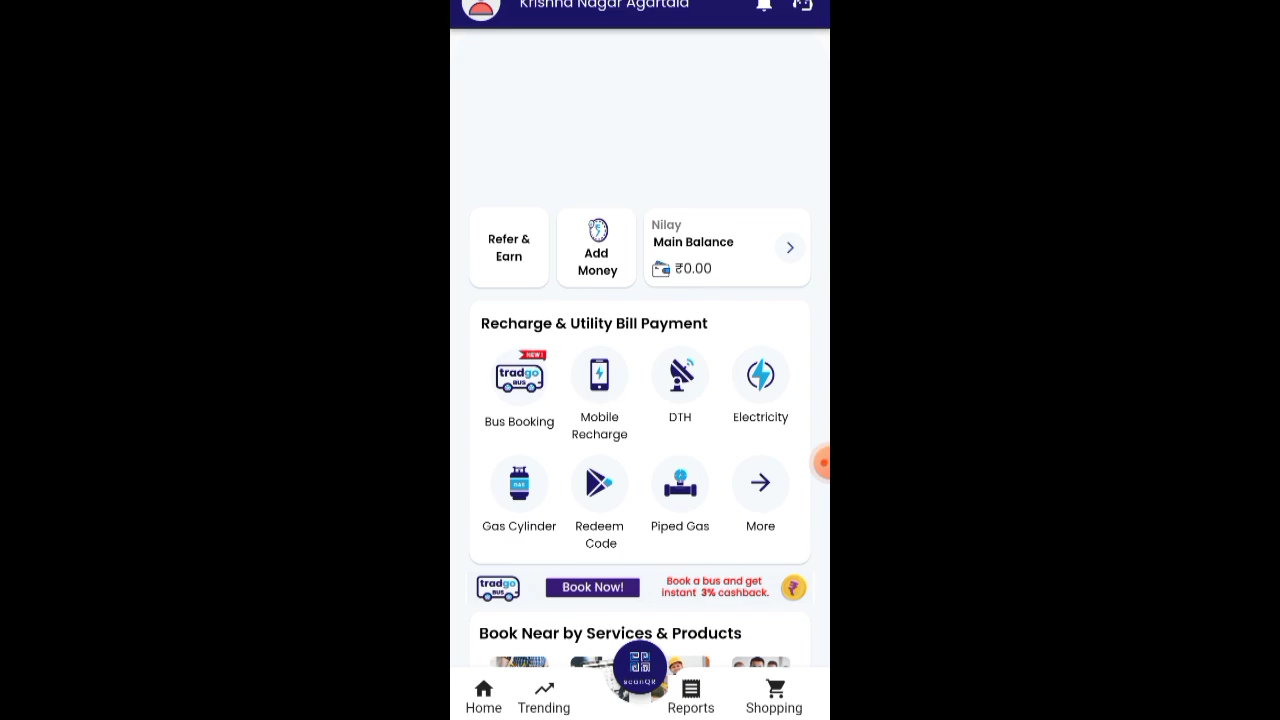 Krishna Nagar Agartala
Refer &
Earn
Add
Money
Nilay
Main Balance
₹0.00
Recharge & Utility Bill Payment
NEW!
tradgo
BUS
Bus Booking
Mobile
Recharge
DTH
Electricity
GAS
Gas Cylinder
Redeem
Code
Piped Gas
More
tradgo
BUS
Book Now!
Book a bus and get
instant 3% cashback.
Book Near by Services & Products
scanQR
Home
Trending
Reports
Shopping